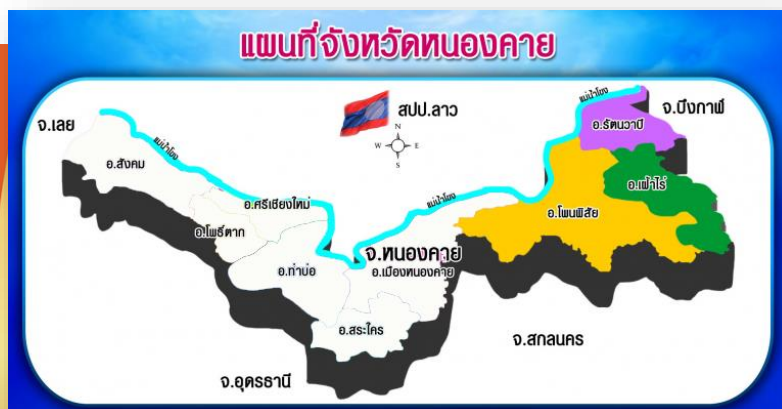 แผนที่จังหวัดหนองคาย
จ.เลย
สปป.ลาว
แม่น้ำโขง
จ.บึงกาฬ
N
W E
S
อ.รัตนวาปี
อ.สังคม
แม่น้ำโขง
อ.เฝ้าไร่
อ.ศรีเชียงใหม่
แม่น้ำโขง
อ.โพนพิสัย
อ.โพธิ์ตาก
จ.หนองคาย
อ.เมืองหนองคาย
อ.ท่าบ่อ
อ.สระใคร
จ.สกลนคร
จ.อุดรธานี